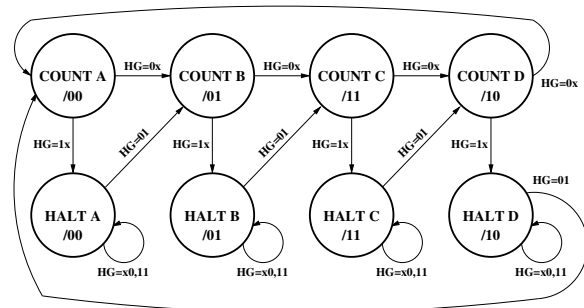 COUNT A
/00
HG=0x
COUNT B
/01
HG=0x
COUNT C
/11
HG=0x
COUNT D
/10
HG=0x
HG=1x
HG=01
HG=1x
HG=01
HG=1x
HG=01
HG=1x
HG=01
HALT A
/00
HALT B
/01
HALT C
/11
HALT D
/10
HG=x0,11
HG=x0,11
HG=x0,11
HG=x0,11